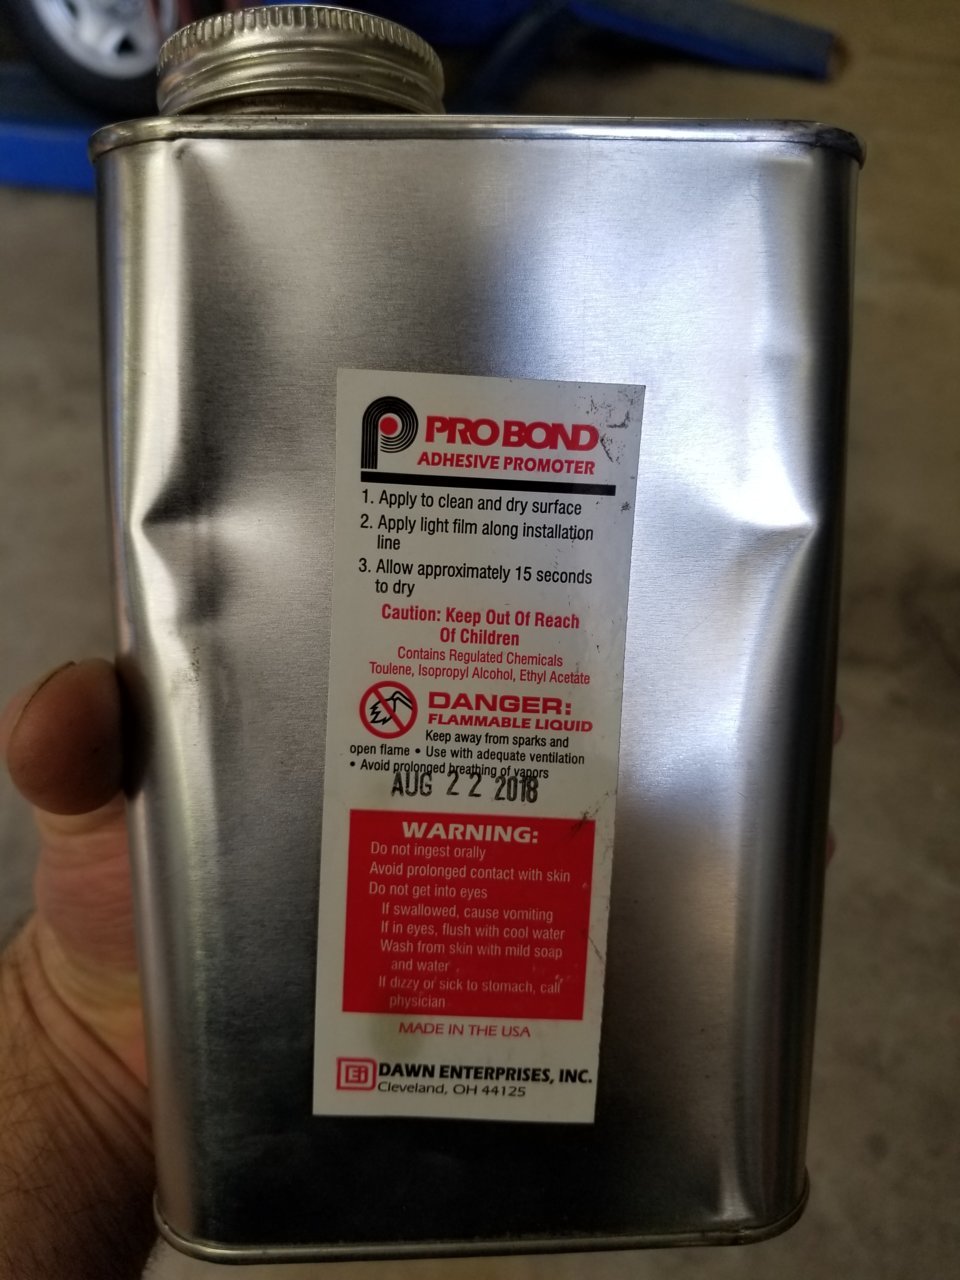 PRO BOND
ADHESIVE PROMOTER
1. Apply to clean and dry surface
2. Apply light film along installation
line
3. Allow approximately 15 seconds
to dry
Caution: Keep Out Of Reach
Of Children
Contains Regulated Chemicals
Toulene, Isopropyl Alcohol, Ethyl Acetate
DANGER:
FLAMMABLE LIQUID
Keep away from sparks and
open flame • Use with adequate ventilation
• Avoid prolonged breathing of vapors
AUG 22 2018
WARNING:
Do not ingest orally
Avoid prolonged contact with skin
Do not get into eyes
If swallowed, cause vomiting
If in eyes, flush with cool water
Wash from skin with mild soap
and water
If dizzy or sick to stomach, call
physician
MADE IN THE USA
Ei DAWN ENTERPRISES, INC.
Cleveland, OH 44125